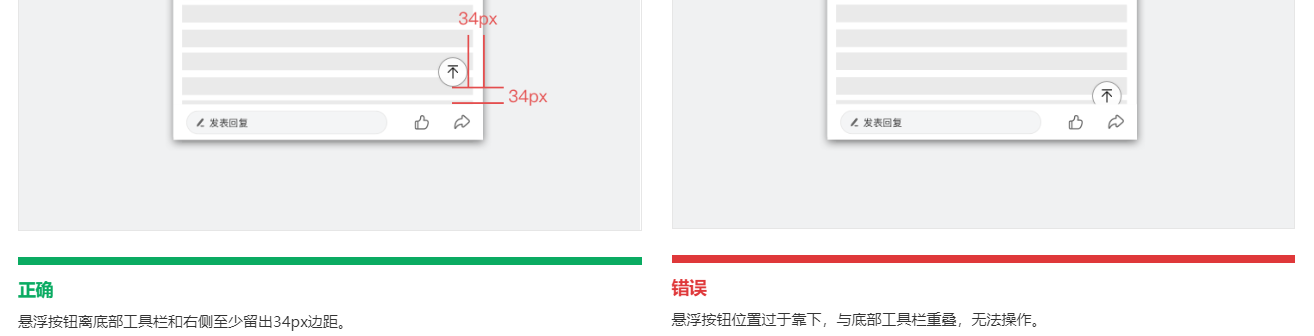 34px
34px
发表回复
发表回复
正确
悬浮按钮离底部工具栏和右侧至少留出34px边距。
错误
悬浮按钮位置过于靠下，与底部工具栏重叠，无法操作。